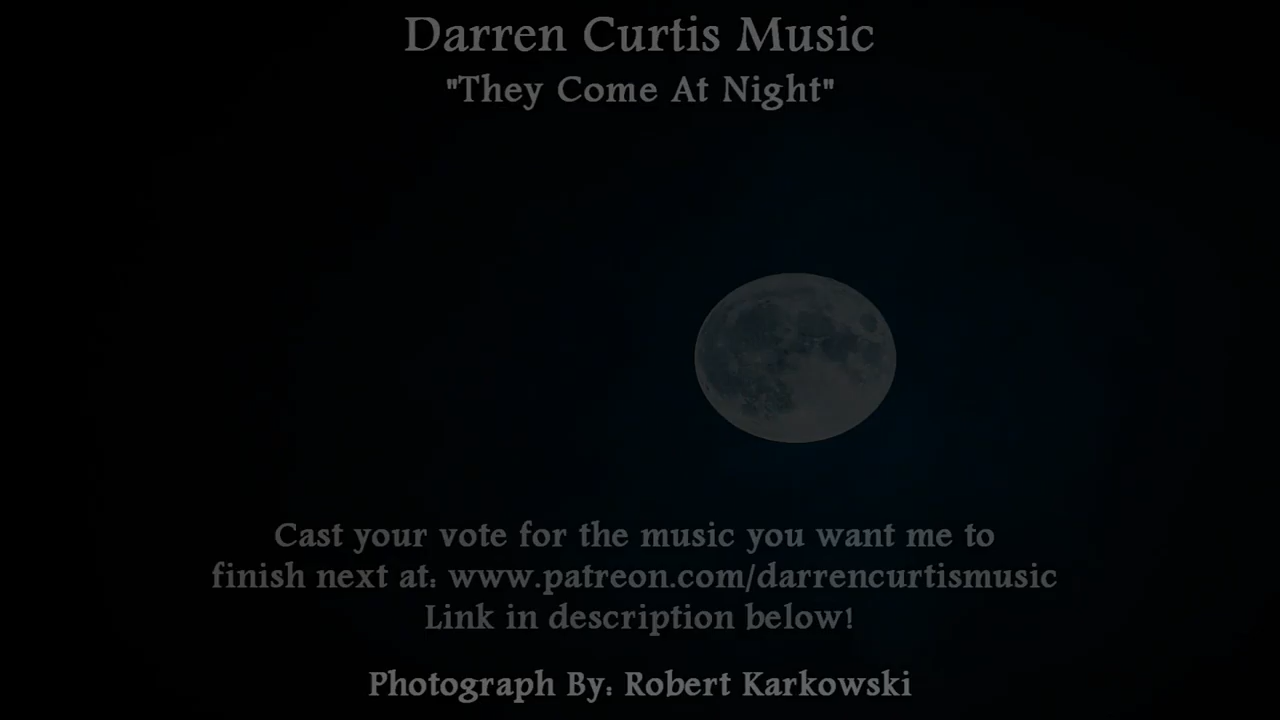 Darren Curtis Music
"They Come At Night"
Cast your vote for the music you want me to
finish next at: www.patreon.com/darrencurtismusic
Link in description below!
Photograph By: Robert Karkowski